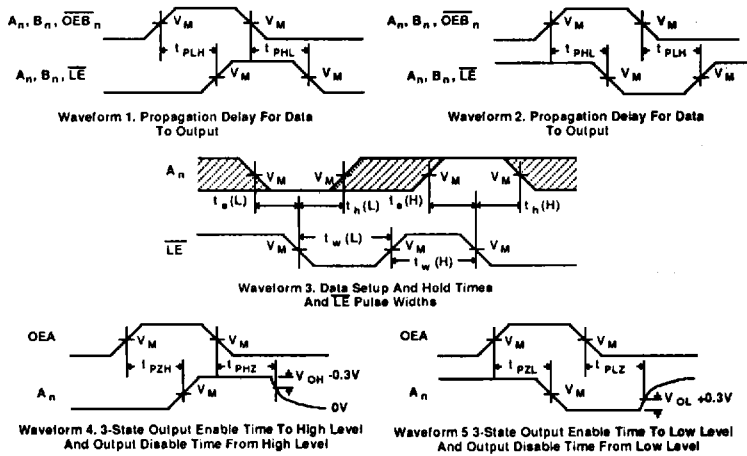 An, Bn, OEBn
VM
VM
tPLH
tPHL
An, Bn, LE
VM
VM
Waveform 1. Propagation Delay For Data
To Output
An, Bn, OEBn
VM
VM
tPHL
tPLH
An, Bn, LE
VM
VM
Waveform 2. Propagation Delay For Data
To Output
An
VM
VM
VM
VM
ts(L)
th(L)
ts(H)
th(H)
tw(L)
LE
VM
VM
VM
tw(H)
Waveform 3. Data Setup And Hold Times
And LE Pulse Widths
OEA
VM
VM
tPZH
tPHZ
VOH -0.3V
An
VM
0V
Waveform 4. 3-State Output Enable Time To High Level
And Output Disable Time From High Level
OEA
VM
VM
tPZL
tPLZ
An
VM
VOL +0.3V
Waveform 5 3-State Output Enable Time To Low Level
And Output Disable Time From Low Level